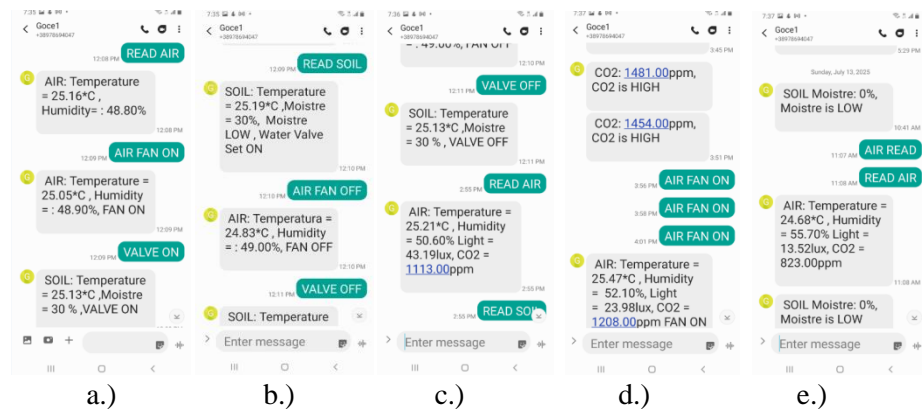 7:35
Goce1
+38978694047
12:08 PM READ AIR
AIR: Temperature
= 25.16*C ,
Humidity= : 48.80%
12:08 PM
12:09 PM AIR FAN ON
AIR: Temperature =
25.05*C , Humidity
= : 48.90%, FAN ON
12:09 PM
12:09 PM VALVE ON
SOIL: Temperature
= 25.13*C ,Moistre
= 30 % ,VALVE ON
a.)
7:35
Goce1
+38978694047
12:09 PM READ SOIL
SOIL: Temperature
= 25.19*C ,Moistre
= 30%, Moistre
LOW , Water Valve
Set ON
12:10 PM
12:10 PM AIR FAN OFF
AIR: Temperatura =
24.83*C , Humidity
= : 49.00%, FAN OFF
12:10 PM
12:11 PM VALVE OFF
SOIL: Temperature
Enter message
b.)
7:36
Goce1
+38978694047
= : 49.00%, FAN OFF
12:10 PM
12:11 PM VALVE OFF
SOIL: Temperature
= 25.13*C ,Moistre
= 30 % , VALVE OFF
12:11 PM
2:55 PM READ AIR
AIR: Temperature =
25.21*C , Humidity
= 50.60% Light =
43.19lux, CO2 =
1113.00ppm
2:55 PM
2:55 PM READ SOIL
Enter message
c.)
7:37
Goce1
+38978694047
3:45 PM
CO2: 1481.00ppm,
CO2 is HIGH
CO2: 1454.00ppm,
CO2 is HIGH
3:51 PM
3:56 PM AIR FAN ON
3:58 PM AIR FAN ON
4:01 PM AIR FAN ON
AIR: Temperature =
25.47*C , Humidity
= 52.10%, Light
= 23.98lux, CO2 =
1208.00ppm FAN ON
Enter message
d.)
7:37
Goce1
+38978694047
5:29 PM
Sunday, July 13, 2025
SOIL Moistre: 0%,
Moistre is LOW
10:41 AM
11:07 AM AIR READ
11:08 AM READ AIR
AIR: Temperature =
24.68*C , Humidity
= 55.70% Light =
13.52lux, CO2 =
823.00ppm
11:08 AM
SOIL Moistre: 0%,
Moistre is LOW
Enter message
e.)